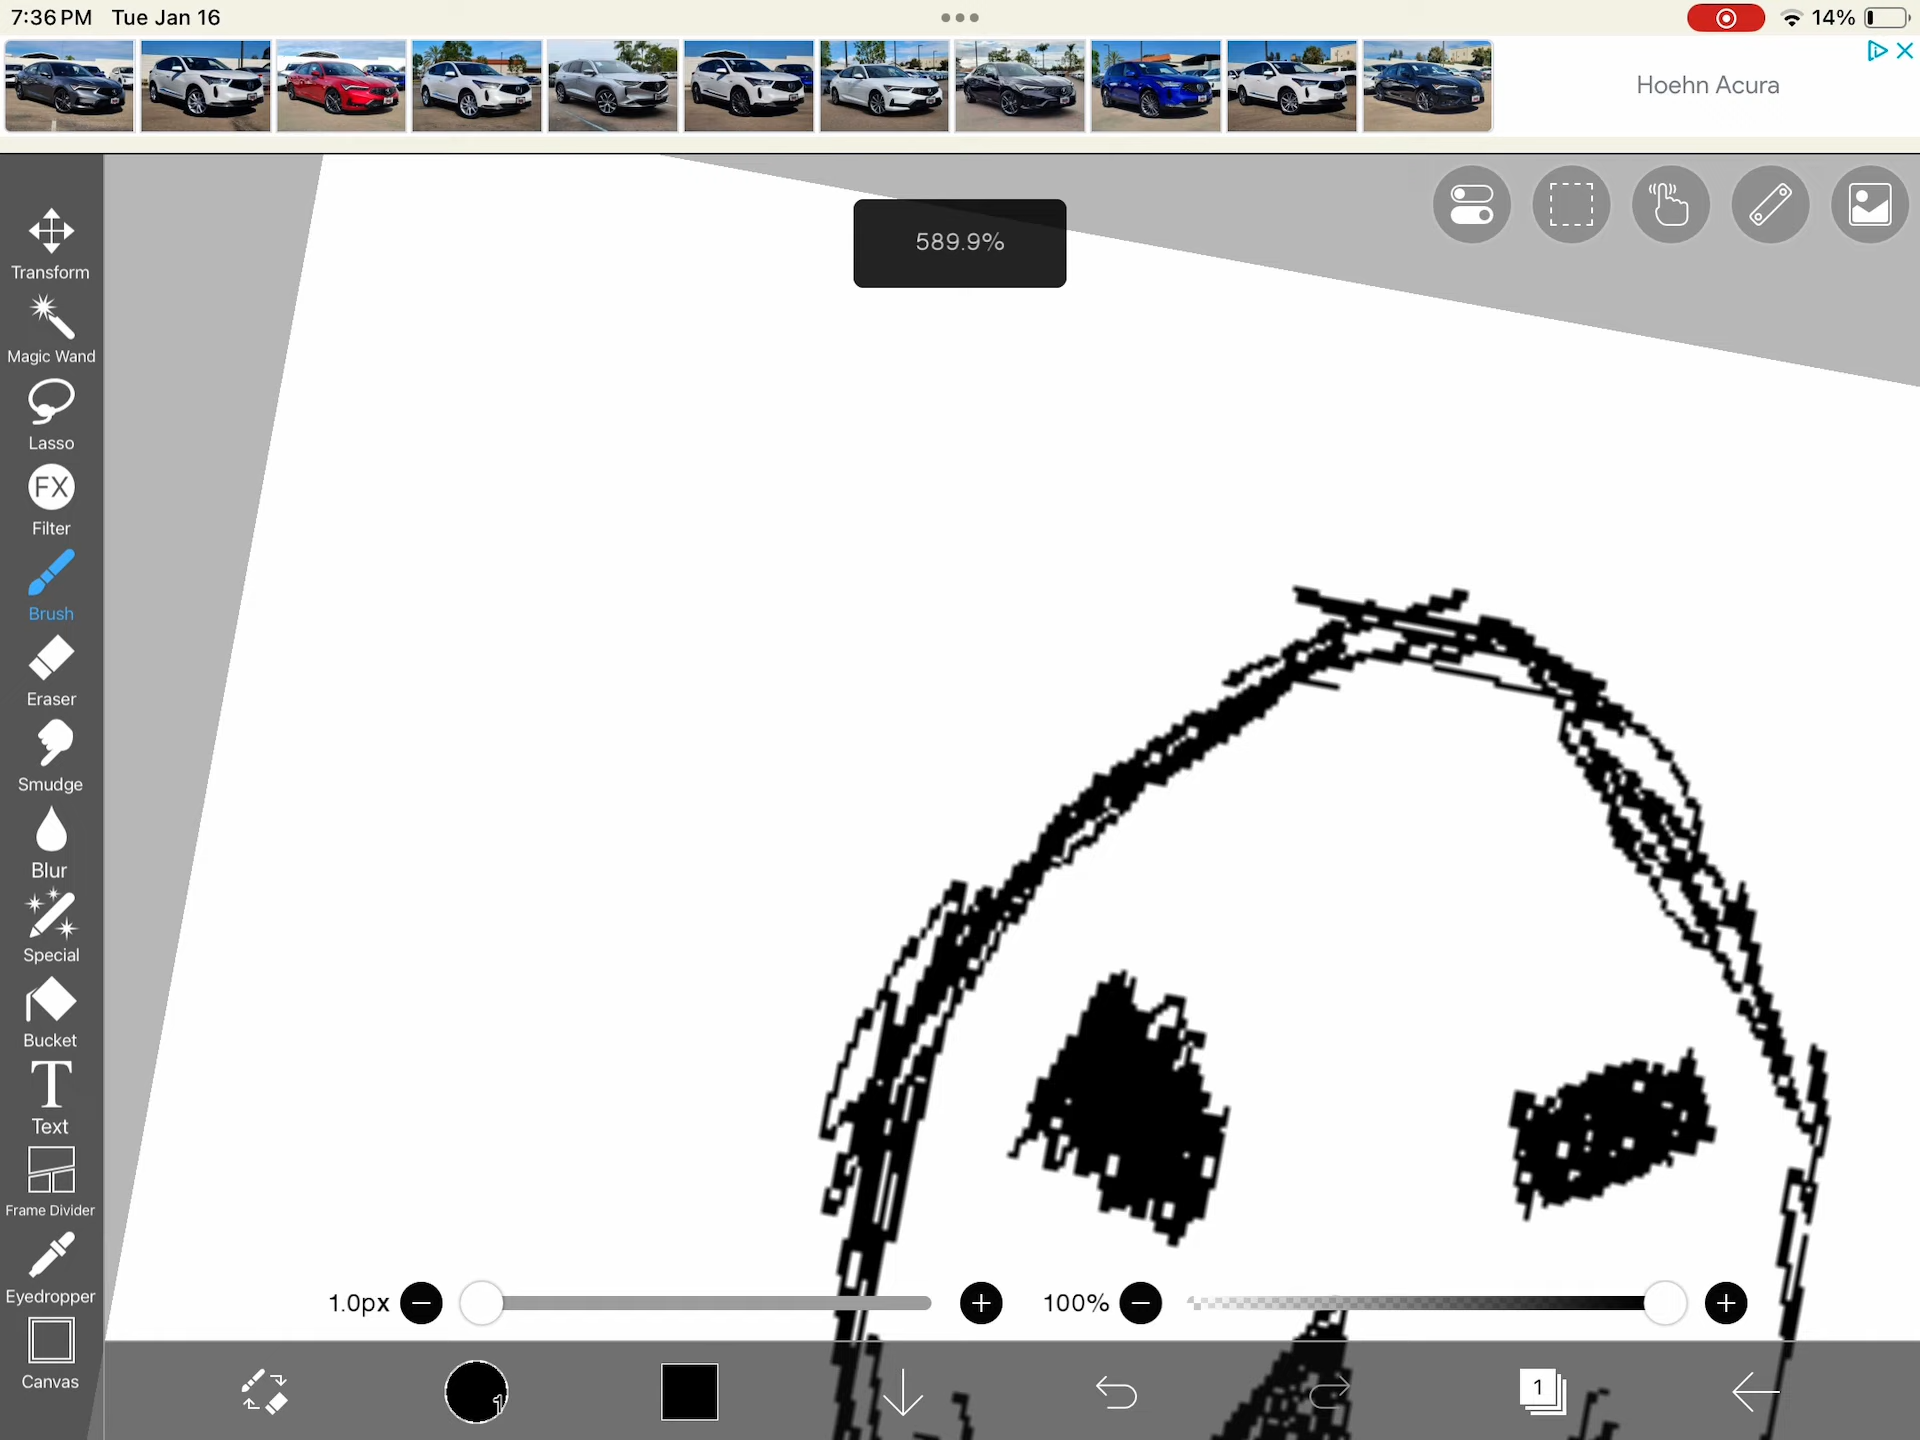 7:36 PM Tue Jan 16
14%
Hoehn Acura
589.9%
Transform
Magic Wand
Lasso
FX
Filter
Brush
Eraser
Smudge
Blur
Special
Bucket
T
Text
Frame Divider
Eyedropper
Canvas
1.0px
100%
1
1